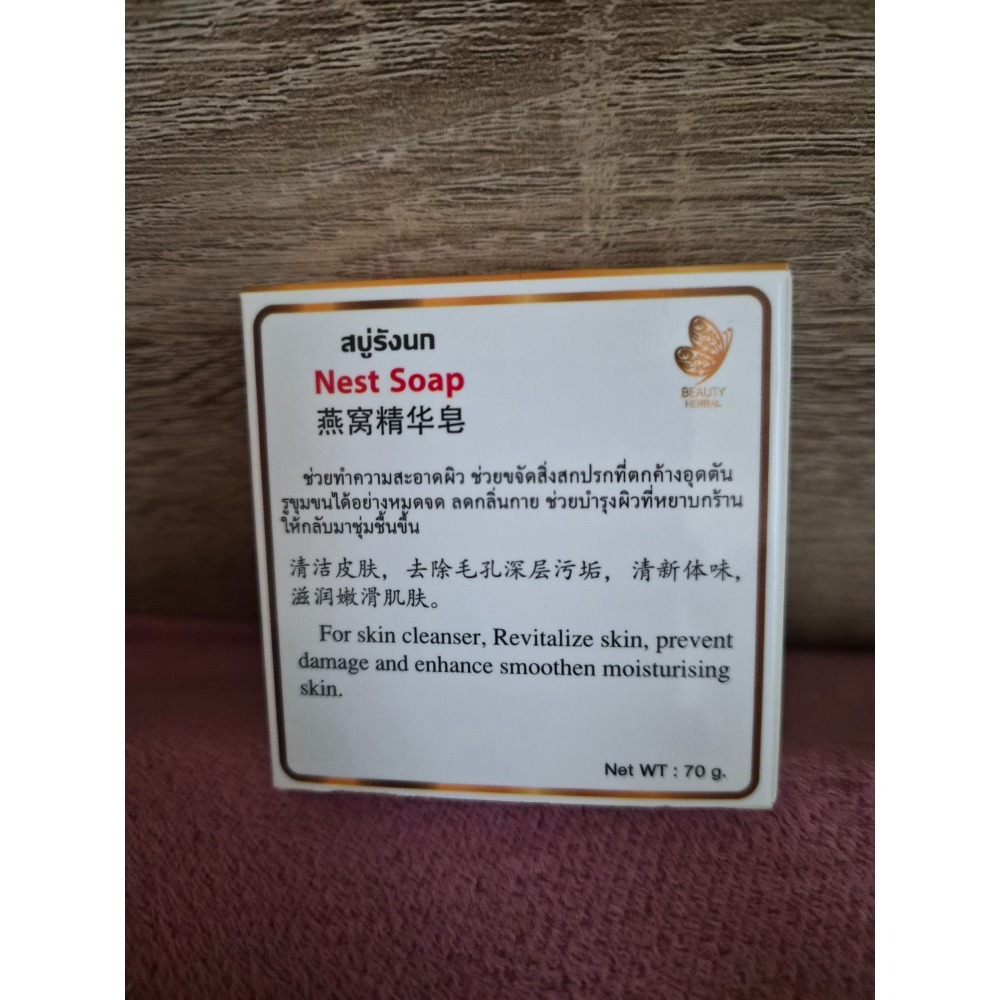 สบู่รังนก
Nest Soap
燕窝精华皂
BEAUTY
HERBAL
ช่วยทำความสะอาดผิว ช่วยขจัดสิ่งสกปรกที่ตกค้างอุดตัน
รูขุมขนได้อย่างหมดจด ลดกลิ่นกาย ช่วยบำรุงผิวที่หยาบกร้าน
ให้กลับมาชุ่มชื้นขึ้น
清洁皮肤，去除毛孔深层污垢，清新体味，
滋润嫩滑肌肤。
For skin cleanser, Revitalize skin, prevent
damage and enhance smoothen moisturising
skin.
Net WT : 70 g.